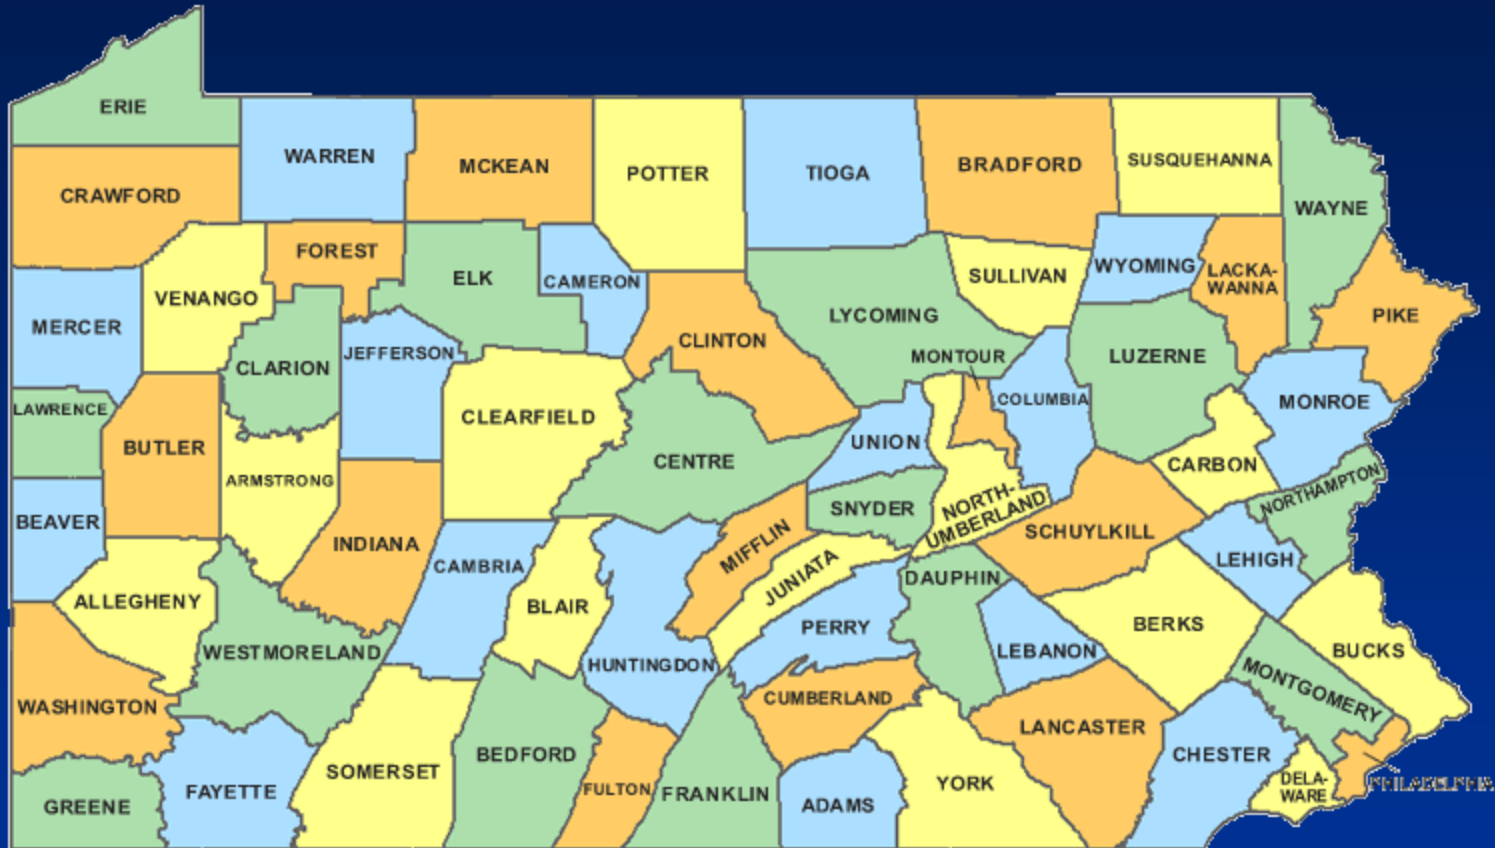 ERIE
WARREN
MCKEAN
POTTER
TIOGA
BRADFORD
SUSQUEHANNA
WAYNE
CRAWFORD
FOREST
ELK
CAMERON
SULLIVAN
WYOMING
LACKA-
WANNA
VENANGO
MERCER
CLARION
JEFFERSON
CLINTON
LYCOMING
MONTOUR
LUZERNE
PIKE
LAWRENCE
BUTLER
ARMSTRONG
CLEARFIELD
CENTRE
UNION
COLUMBIA
MONROE
CARBON
BEAVER
INDIANA
CAMBRIA
SNYDER
NORTH-
UMBERLAND
SCHUYLKILL
NORTHAMPTON
LEHIGH
ALLEGHENY
WESTMORELAND
BLAIR
HUNTINGDON
MIFFLIN
JUNIATA
PERRY
DAUPHIN
LEBANON
BERKS
BUCKS
MONTGOMERY
WASHINGTON
CUMBERLAND
LANCASTER
CHESTER
GREENE
FAYETTE
SOMERSET
BEDFORD
FULTON
FRANKLIN
ADAMS
YORK
DELA-
WARE
PHILADELPHIA